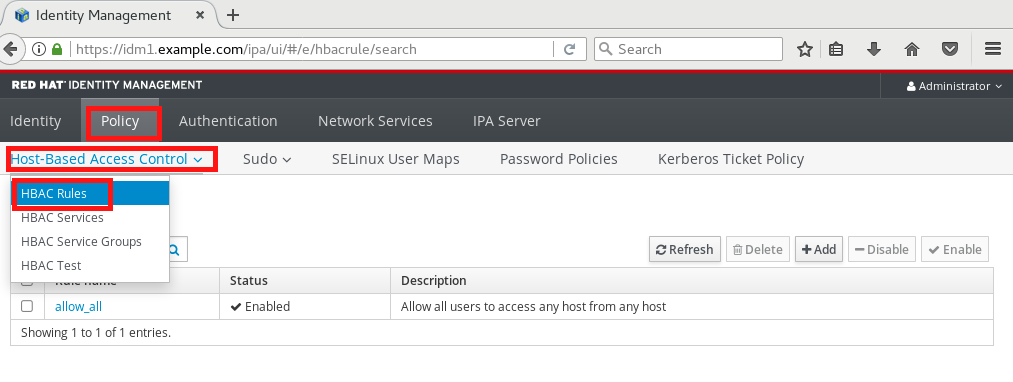 Identity Management
https://idm1.example.com/ipa/ui/#/e/hbacrule/search
Search
RED HAT IDENTITY MANAGEMENT
Administrator
Identity Policy Authentication Network Services IPA Server
Host-Based Access Control Sudo SELinux User Maps Password Policies Kerberos Ticket Policy
HBAC Rules
HBAC Services
HBAC Service Groups
HBAC Test
Refresh Delete Add Disable Enable
Rule name Status Description
allow_all Enabled Allow all users to access any host from any host
Showing 1 to 1 of 1 entries.